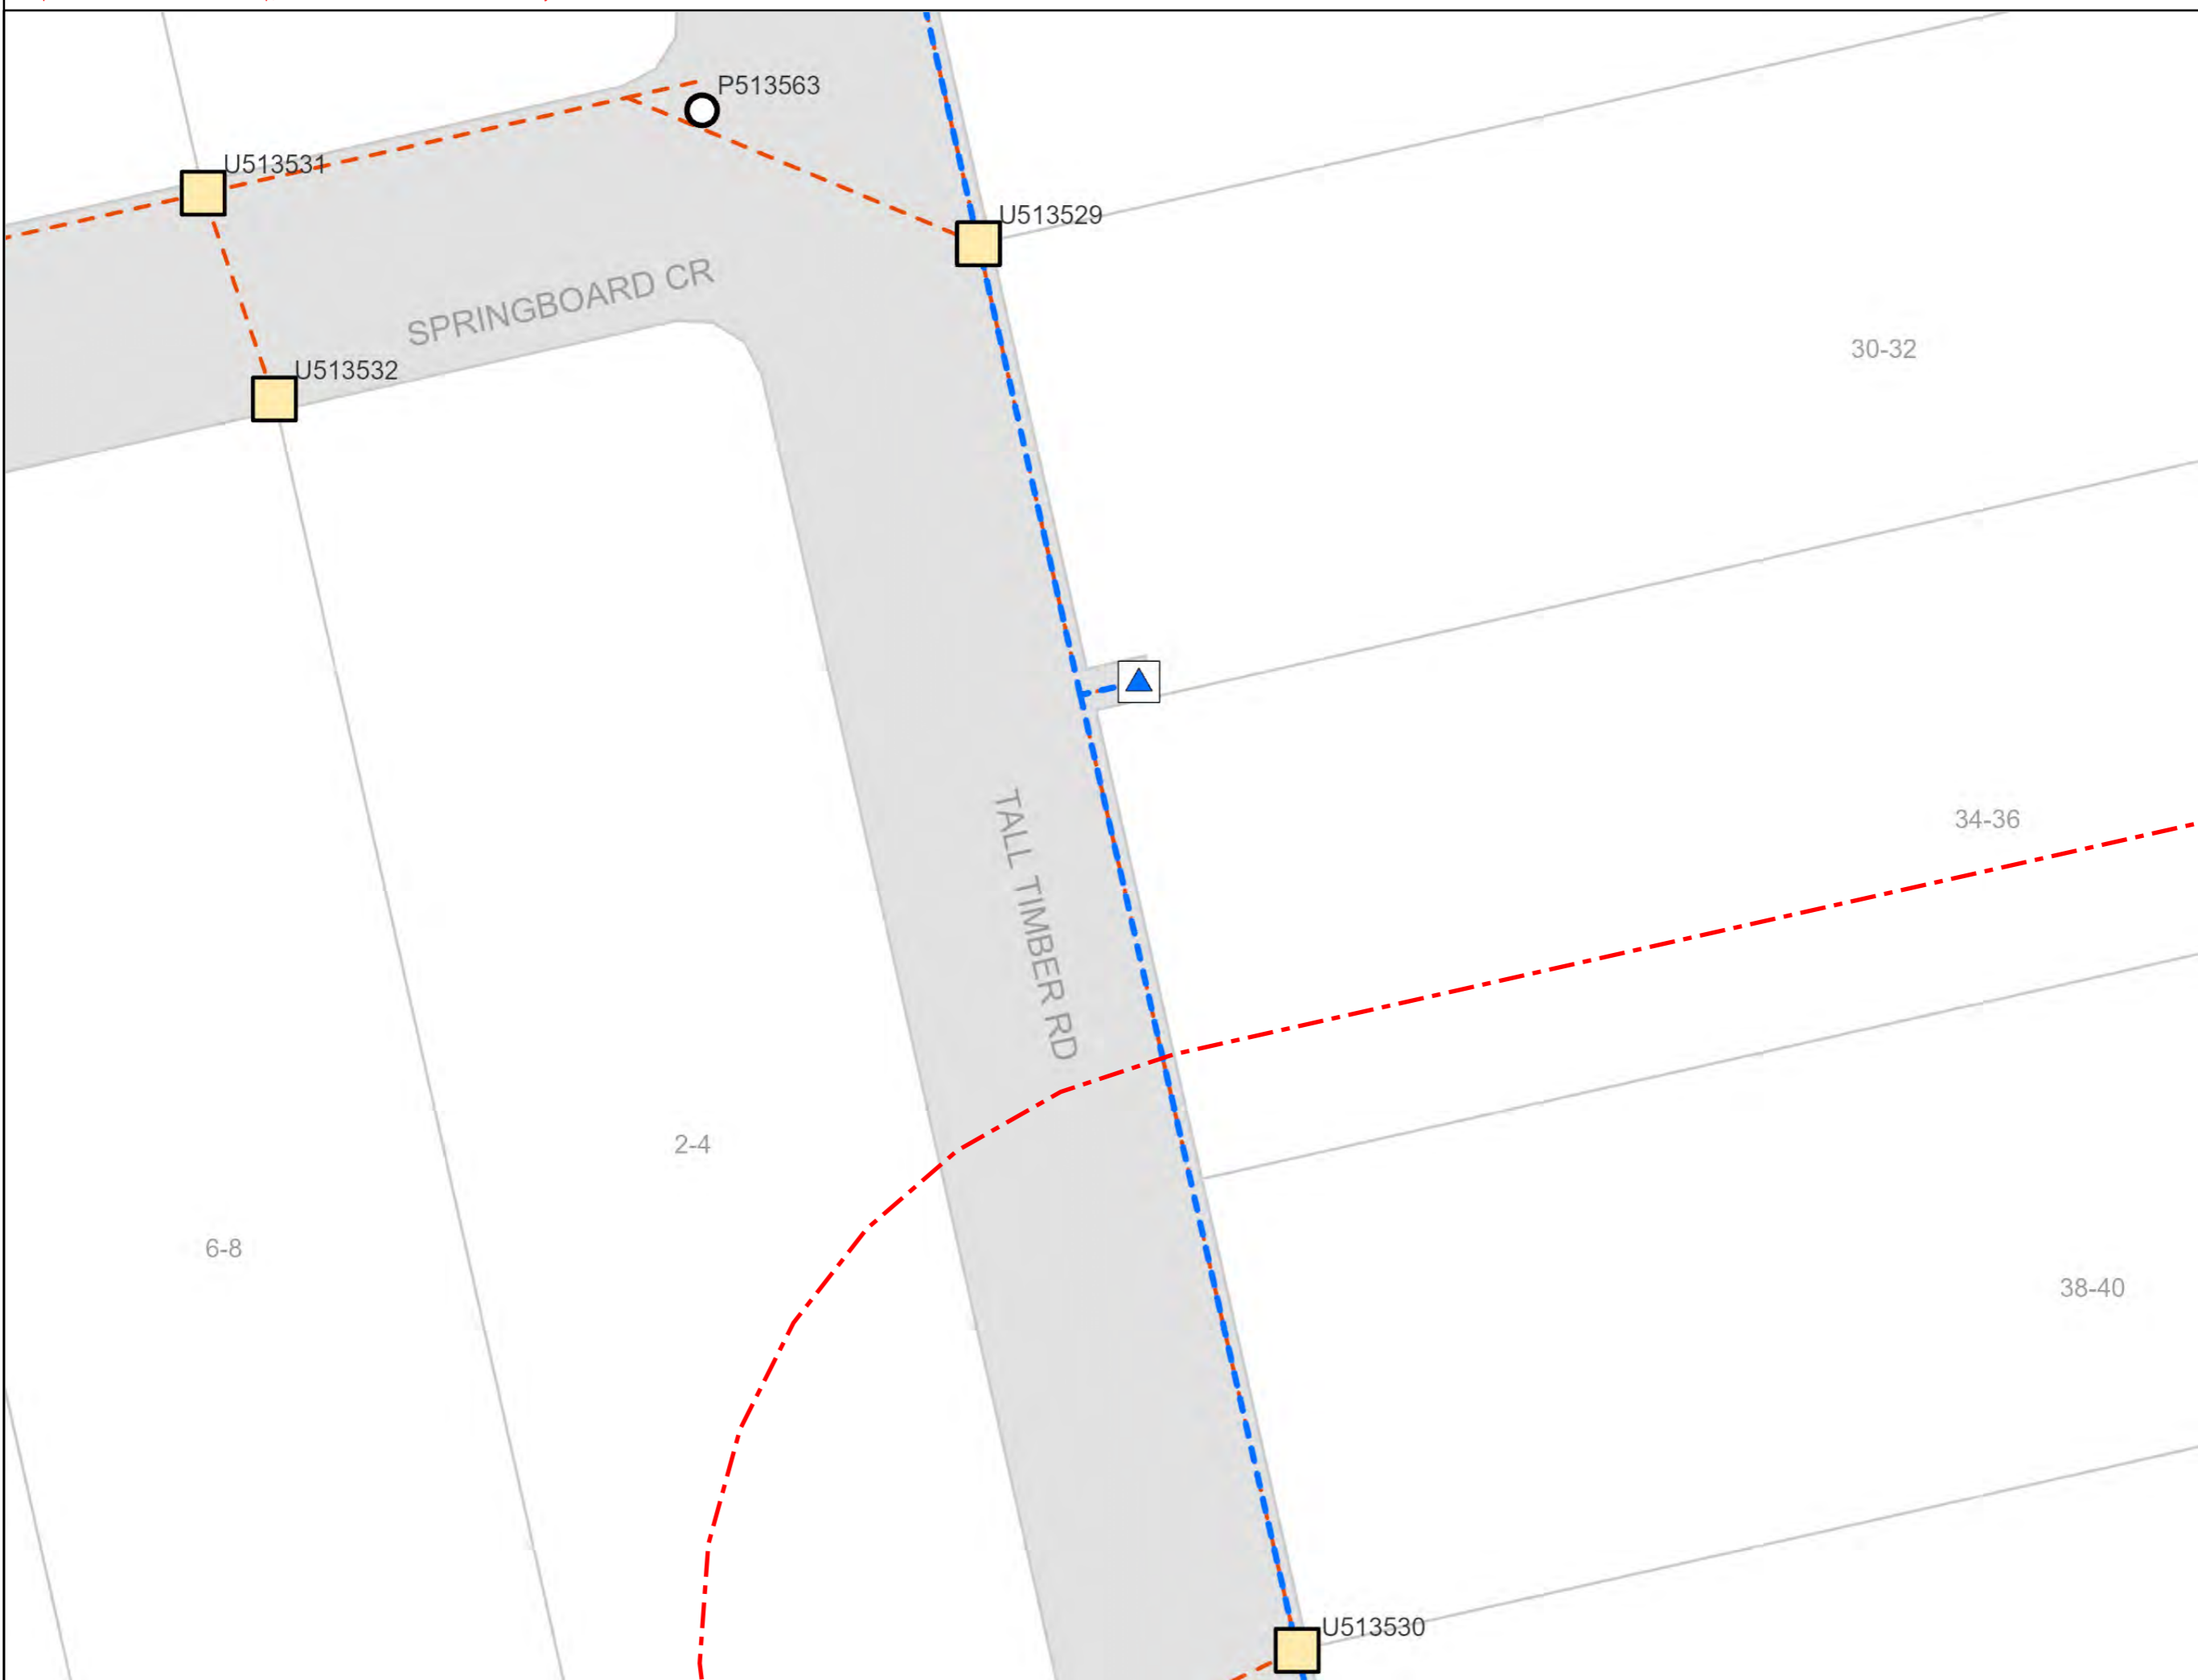 P513563
U513531
U513529
SPRINGBOARD CR
30-32
U513532
TALL TIMBER RD
34-36
2-4
6-8
38-40
U513530